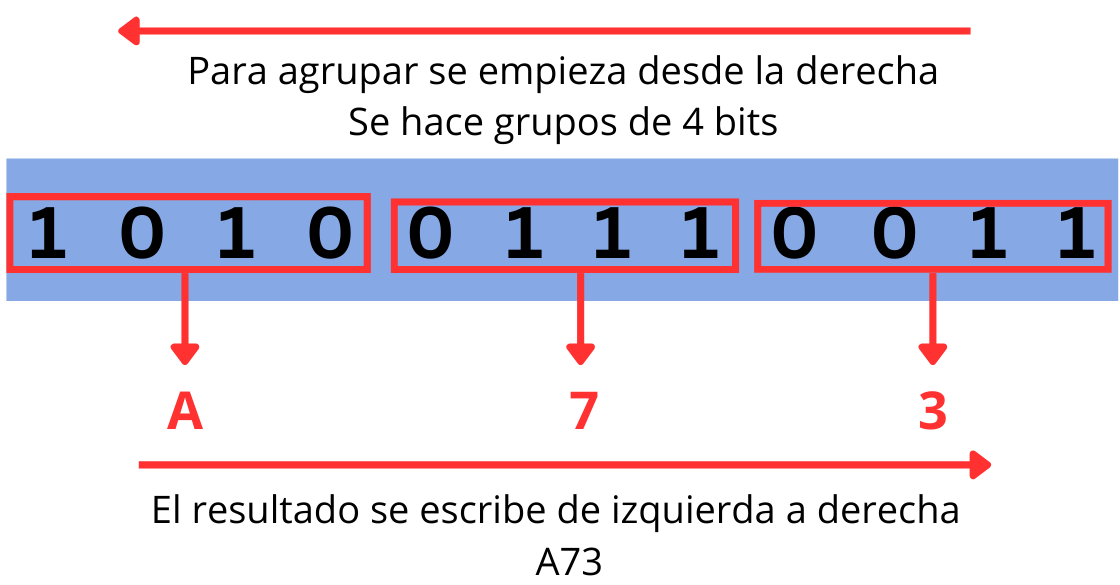 Para agrupar se empieza desde la derecha
Se hace grupos de 4 bits
1 0 1 0 0 1 1 1 0 0 1 1
A 7 3
El resultado se escribe de izquierda a derecha
A73